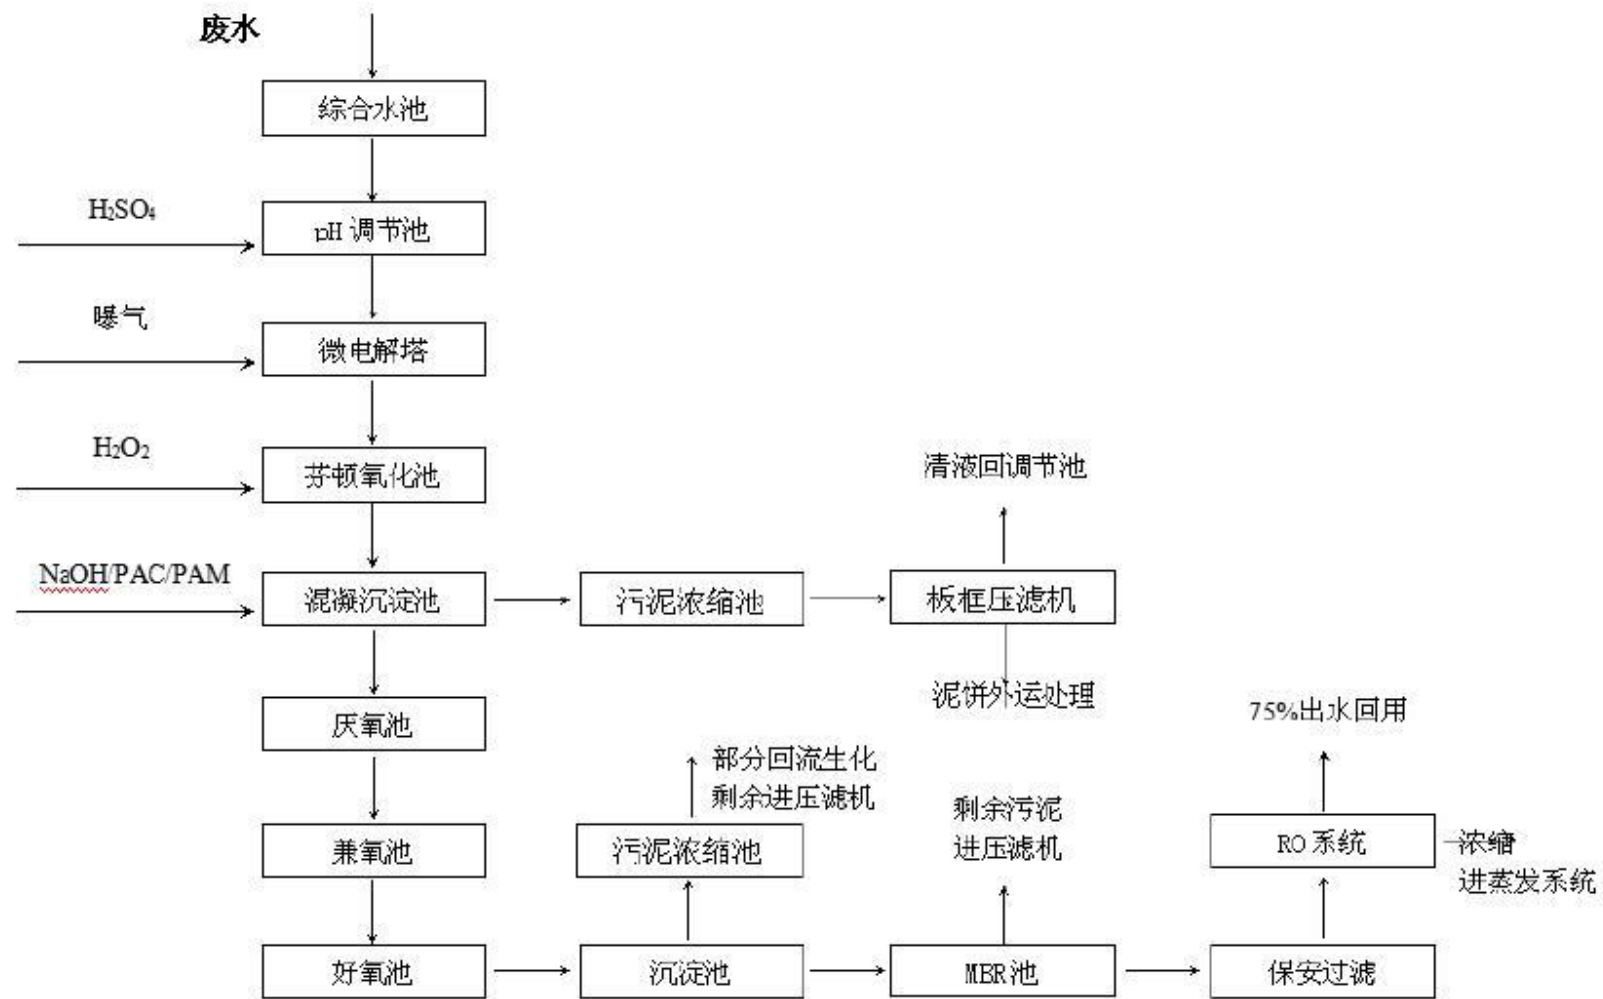 废水
综合水池
H₂SO₄
pH 调节池
曝气
微电解塔
H₂O₂
芬顿氧化池
清液回调节池
NaOH/PAC/PAM
混凝沉淀池
污泥浓缩池
板框压滤机
泥饼外运处理
厌氧池
75%出水回用
部分回流生化
剩余进压滤机
剩余污泥
进压滤机
兼氧池
污泥浓缩池
RO 系统
浓缩
进蒸发系统
好氧池
沉淀池
MBR 池
保安过滤